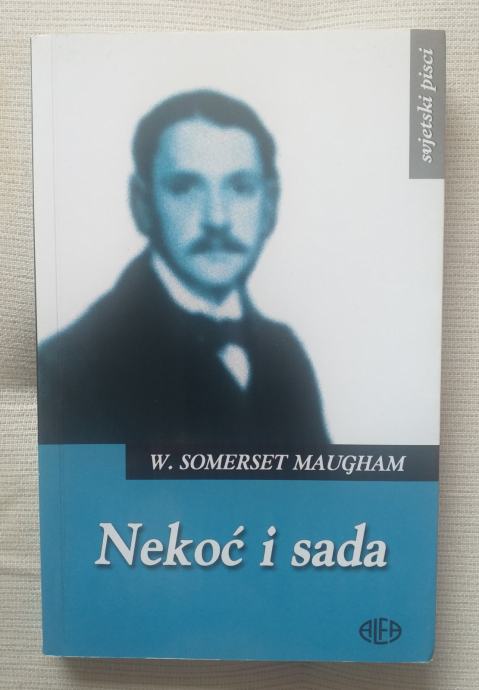 svjetski pisci
W. SOMERSET MAUGHAM
Nekoć i sada
ALFA